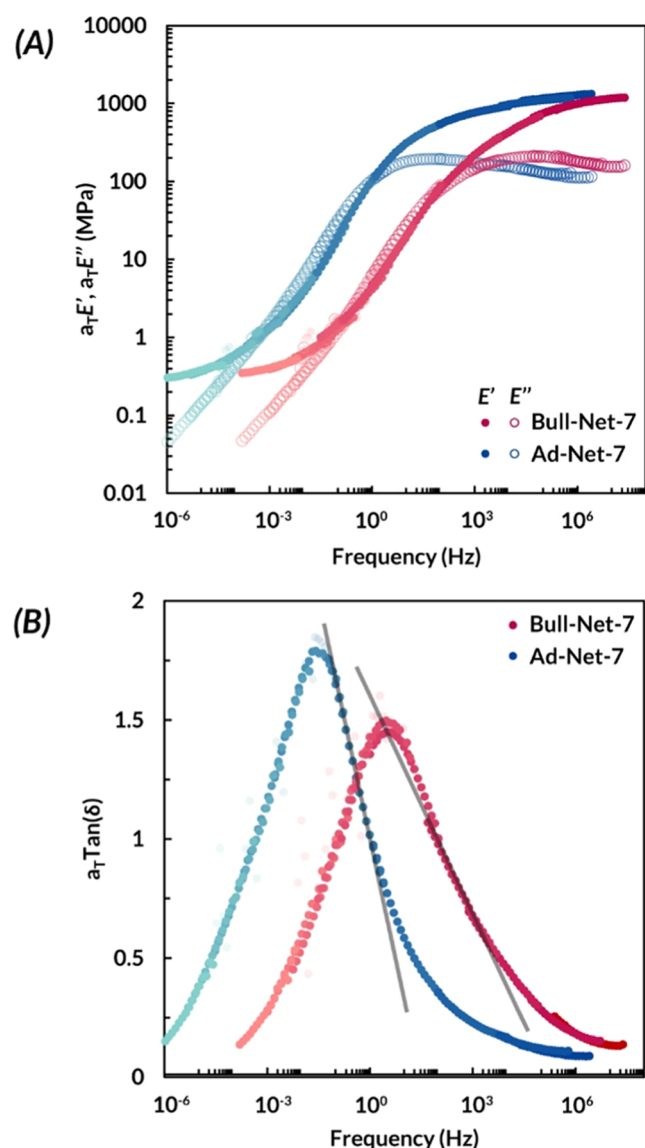 (A)
10000
1000
100
10
1
0.1
0.01
aTE', aTE'' (MPa)
E' E''
Bull-Net-7
Ad-Net-7
10⁻⁶ 10⁻³ 10⁰ 10³ 10⁶
Frequency (Hz)
(B)
2
1.5
1
0.5
0
aTTan(δ)
Bull-Net-7
Ad-Net-7
10⁻⁶ 10⁻³ 10⁰ 10³ 10⁶
Frequency (Hz)